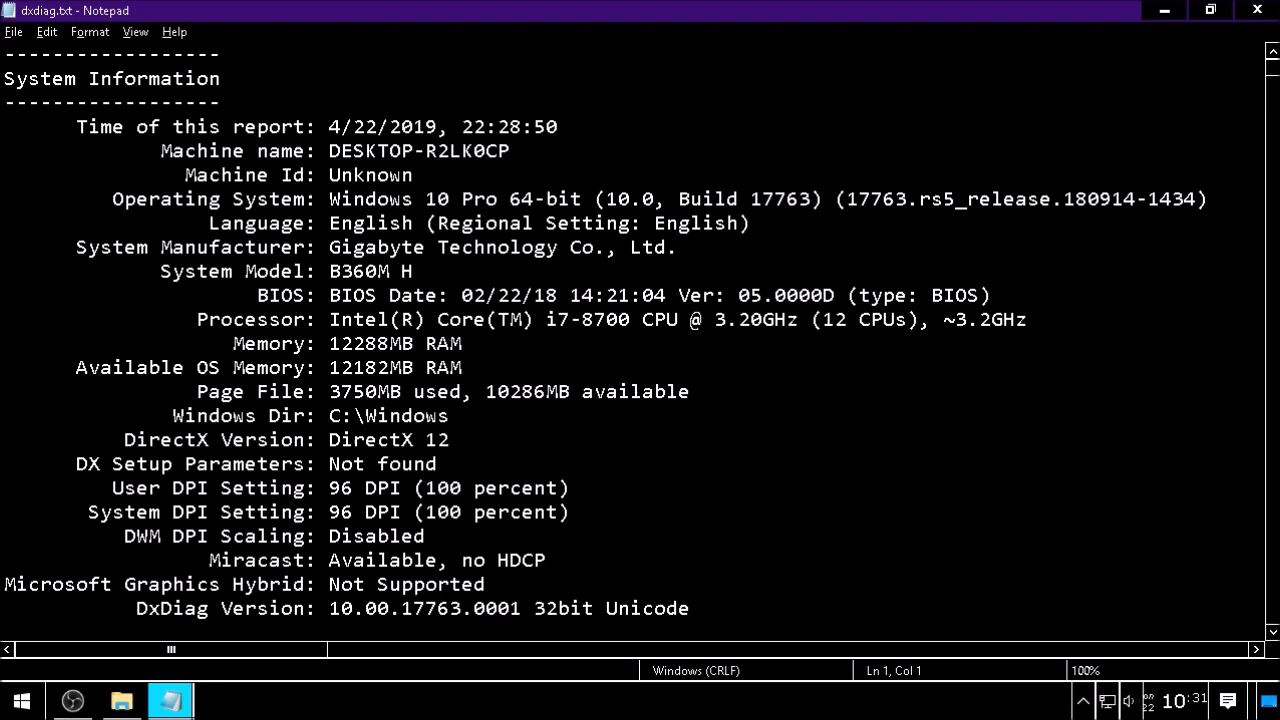 dxdiag.txt - Notepad
File Edit Format View Help
------------------
System Information
------------------
Time of this report: 4/22/2019, 22:28:50
Machine name: DESKTOP-R2LK0CP
Machine Id: Unknown
Operating System: Windows 10 Pro 64-bit (10.0, Build 17763) (17763.rs5_release.180914-1434)
Language: English (Regional Setting: English)
System Manufacturer: Gigabyte Technology Co., Ltd.
System Model: B360M H
BIOS: BIOS Date: 02/22/18 14:21:04 Ver: 05.0000D (type: BIOS)
Processor: Intel(R) Core(TM) i7-8700 CPU @ 3.20GHz (12 CPUs), ~3.2GHz
Memory: 12288MB RAM
Available OS Memory: 12182MB RAM
Page File: 3750MB used, 10286MB available
Windows Dir: C:\Windows
DirectX Version: DirectX 12
DX Setup Parameters: Not found
User DPI Setting: 96 DPI (100 percent)
System DPI Setting: 96 DPI (100 percent)
DWM DPI Scaling: Disabled
Miracast: Available, no HDCP
Microsoft Graphics Hybrid: Not Supported
DxDiag Version: 10.00.17763.0001 32bit Unicode
Windows (CRLF) Ln 1, Col 1 100%
22 10:31